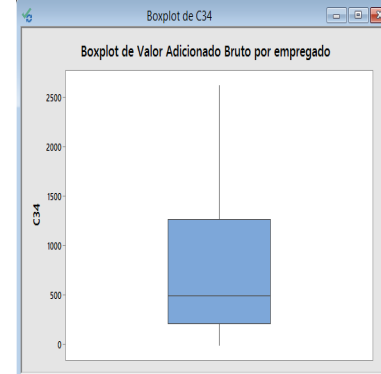 Boxplot de C34
Boxplot de Valor Adicionado Bruto por empregado
2500
2000
1500
1000
500
0
C34